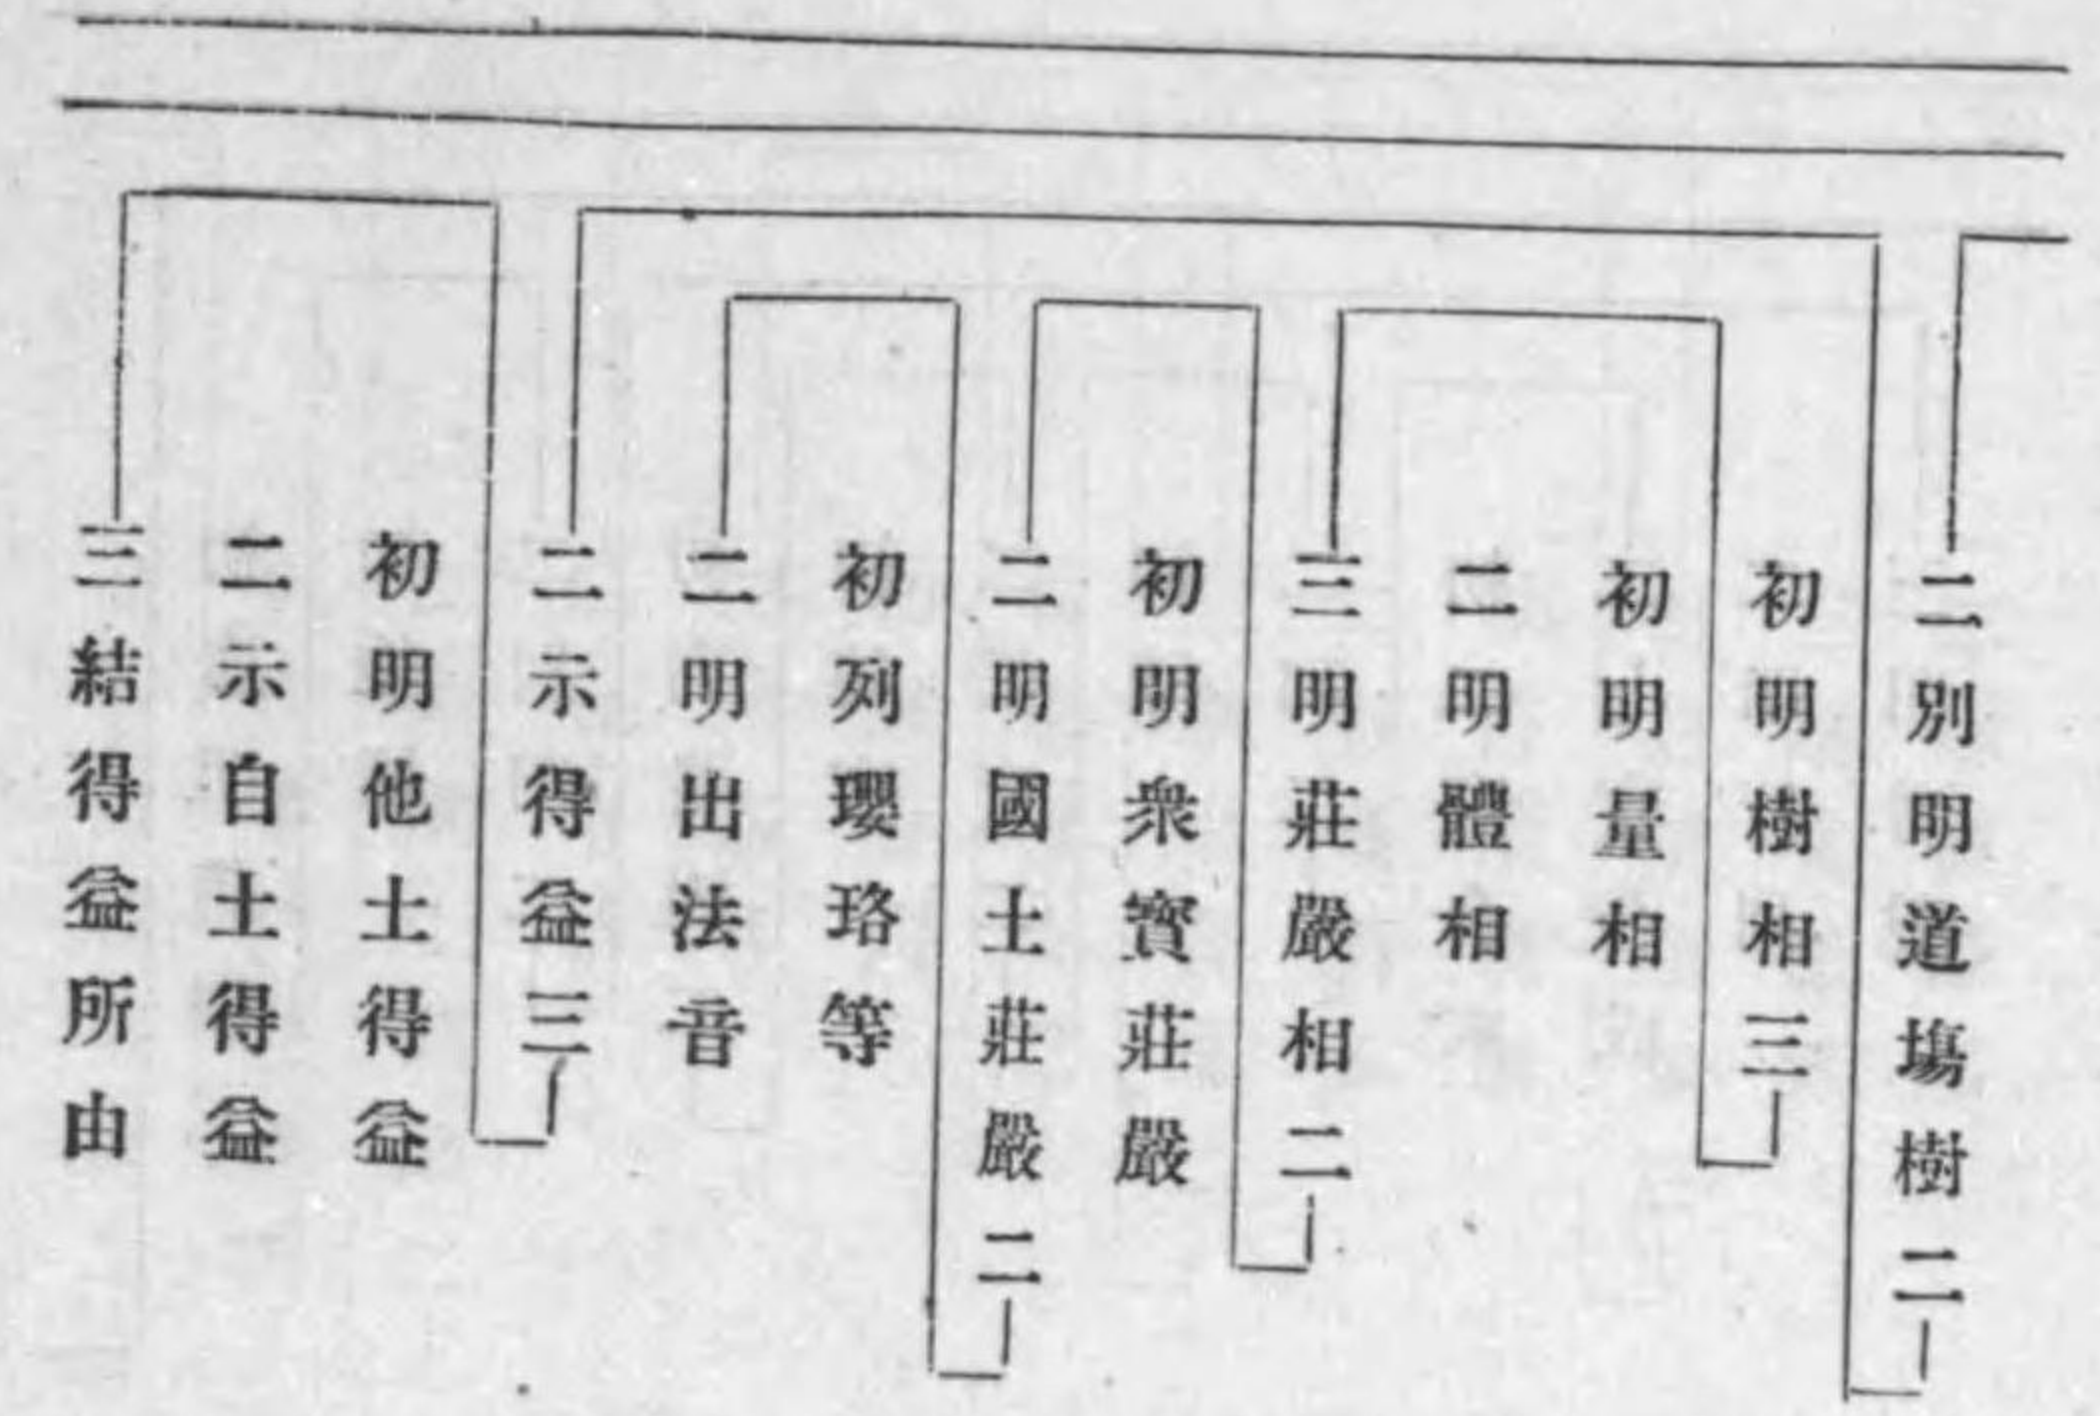 二別明道塲樹二
初明樹相三
初明量相
二明體相
三明莊嚴相二
初明衆寶莊嚴
二明國土莊嚴二
初列瓔珞等
二明出法音
二示得益三
初明他土得益
二示自土得益
三結得益所由